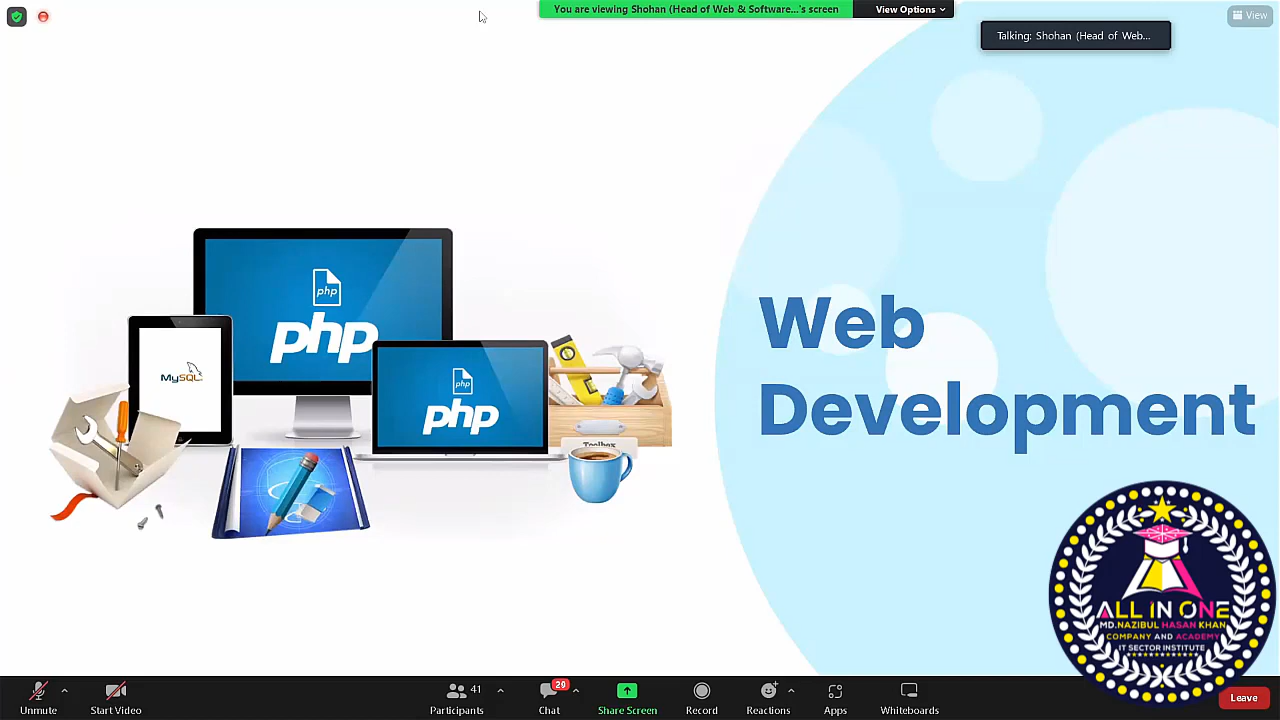 You are viewing Shohan (Head of Web & Software...'s screen
View Options
View
Talking: Shohan (Head of Web...
php
php
MySQL
php
php
Toolbox
Web
Development
ALL IN ONE
MD.NAZIBUL HASAN KHAN
COMPANY AND ACADEMY
IT SECTOR INSTITUTE
Unmute
Start Video
41
Participants
29
Chat
Share Screen
Record
Reactions
Apps
Whiteboards
Leave